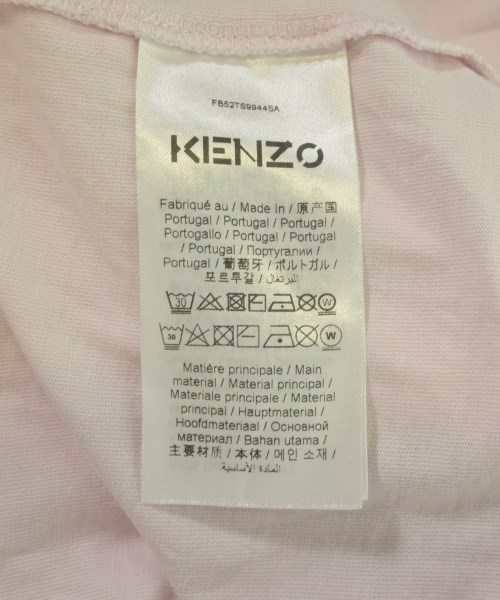 FB52TS9944SA
KENZO
Fabriqué au / Made In / 原产国
Portugal / Portugal / Portugal /
Portogallo / Portugal / Portugal
/ Portugal / Португалии /
Portugal / 葡萄牙 / ポルトガル /
포르투갈 / البرتغال
30 W
30 W
Matière principale / Main
material / Material principal /
Materiale principale / Material
principal / Hauptmaterial /
Hoofdmateriaal / Основной
материал / Bahan utama /
主要材质 / 本体 / 메인 소재 /
المادة الأساسية